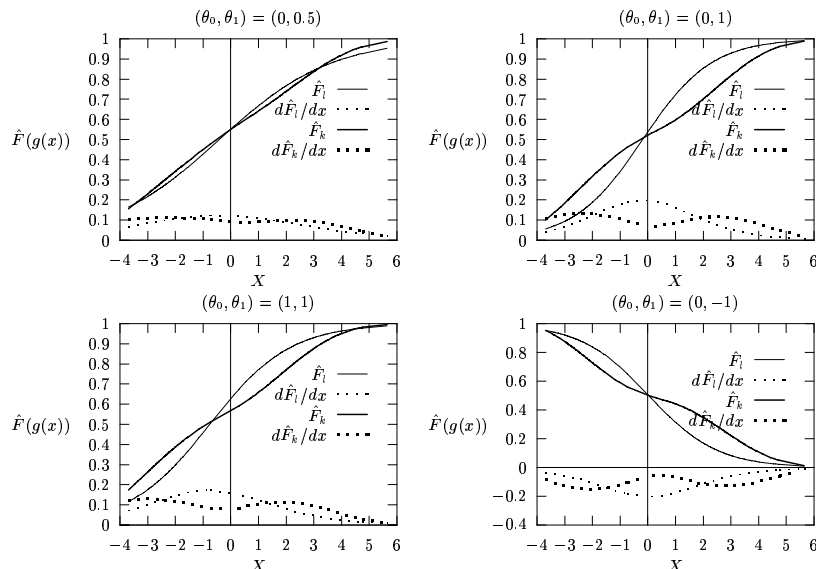 (θ0, θ1) = (0, 0.5)
1
0.9
0.8
0.7
0.6
0.5
0.4
0.3
0.2
0.1
0
F̂(g(x))
F̂l
dF̂l/dx
F̂k
dF̂k/dx
−4 −3 −2 −1 0 1 2 3 4 5 6
X
(θ0, θ1) = (0, 1)
1
0.9
0.8
0.7
0.6
0.5
0.4
0.3
0.2
0.1
0
F̂(g(x))
F̂l
dF̂l/dx
F̂k
dF̂k/dx
−4 −3 −2 −1 0 1 2 3 4 5 6
X
(θ0, θ1) = (1, 1)
1
0.9
0.8
0.7
0.6
0.5
0.4
0.3
0.2
0.1
0
F̂(g(x))
F̂l
dF̂l/dx
F̂k
dF̂k/dx
−4 −3 −2 −1 0 1 2 3 4 5 6
X
(θ0, θ1) = (0, −1)
1
0.8
0.6
0.4
0.2
0
−0.2
−0.4
F̂(g(x))
F̂l
dF̂l/dx
F̂k
dF̂k/dx
−4 −3 −2 −1 0 1 2 3 4 5 6
X